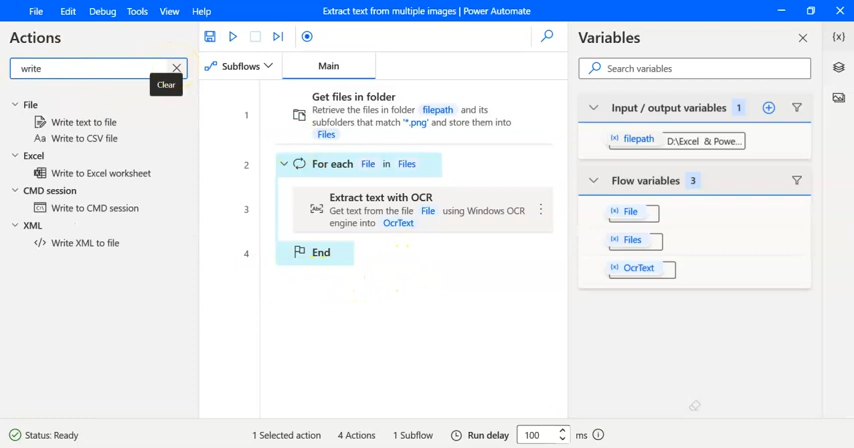 File Edit Debug Tools View Help Extract text from multiple images | Power Automate
Actions
write
Clear
File
Write text to file
Aa Write to CSV file
Excel
Write to Excel worksheet
CMD session
Write to CMD session
XML
Write XML to file
Subflows Main
1 Get files in folder
Retrieve the files in folder filepath and its
subfolders that match '*.png' and store them into
Files
2 For each File in Files
Extract text with OCR
3 Get text from the file File using Windows OCR
engine into OcrText
4 End
Variables
Search variables
Input / output variables 1
filepath D:\Excel & Powe...
Flow variables 3
File
Files
OcrText
Status: Ready 1 Selected action 4 Actions 1 Subflow Run delay 100 ms